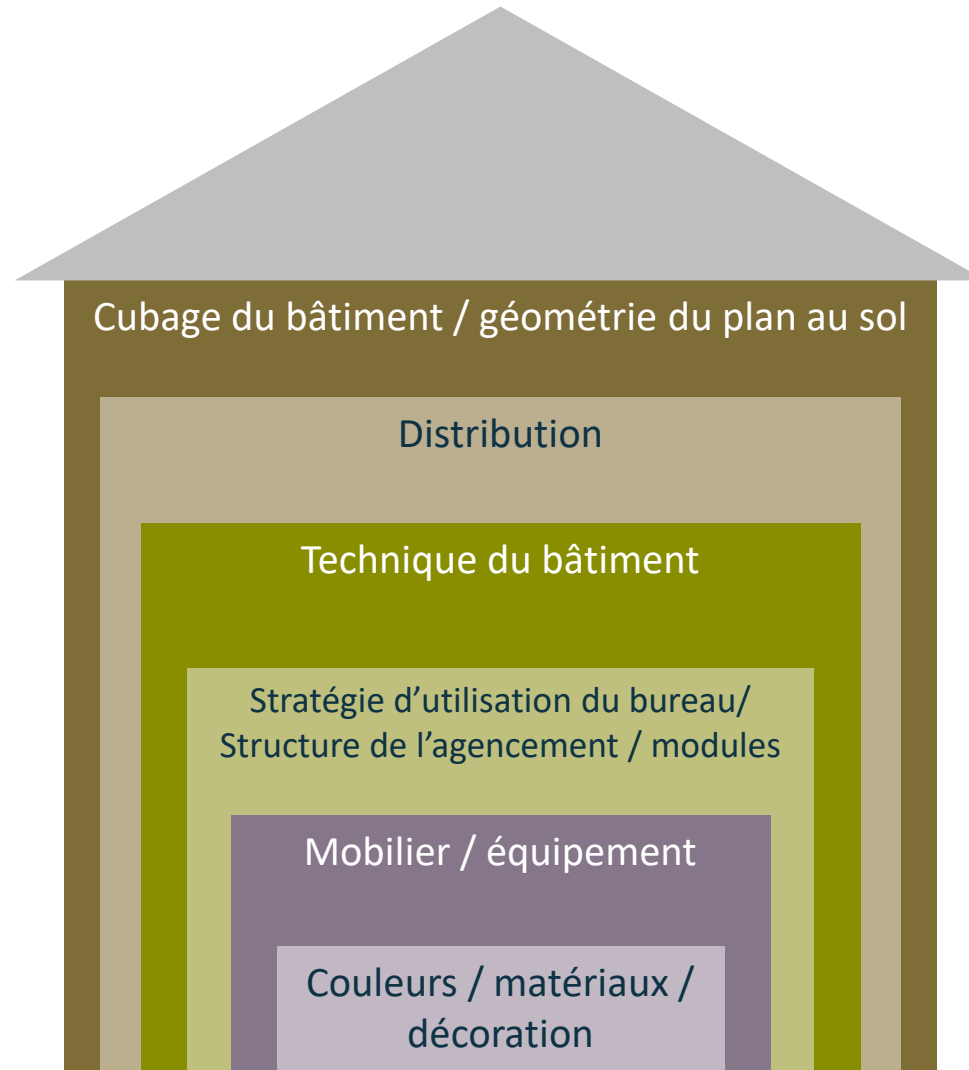 Cubage du bâtiment / géométrie du plan au sol
Distribution
Technique du bâtiment
Stratégie d’utilisation du bureau/
Structure de l’agencement / modules
Mobilier / équipement
Couleurs / matériaux /
décoration